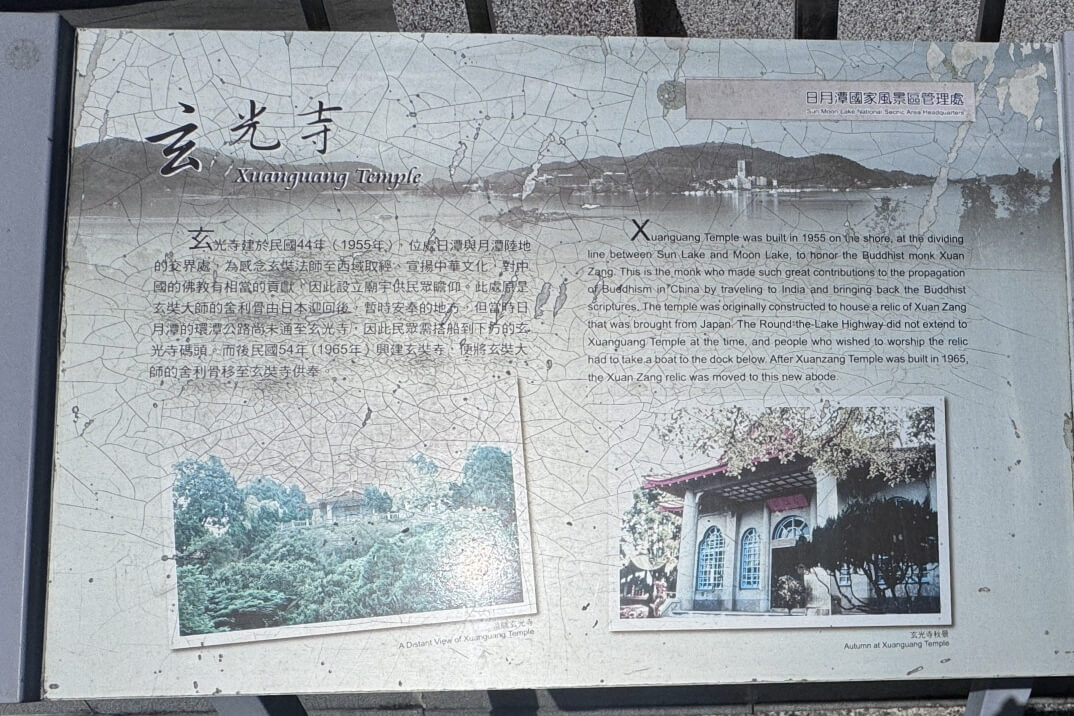 日月潭國家風景區管理處
Sun Moon Lake National Secnic Area Headquarters
玄光寺
Xuanguang Temple
玄光寺建於民國44年（1955年），位處日潭與月潭陸地
的交界處，為感念玄奘法師至西域取經、宣揚中華文化，對中
國的佛教有相當的貢獻，因此設立廟宇供民眾瞻仰。此處原是
玄奘大師的舍利骨由日本迎回後，暫時安奉的地方，但當時日
月潭的環潭公路尚未通至玄光寺，因此民眾需搭船到下方的玄
光寺碼頭。而後民國54年（1965年）興建玄奘寺，便將玄奘大
師的舍利骨移至玄奘寺供奉。
Xuanguang Temple was built in 1955 on the shore, at the dividing
line between Sun Lake and Moon Lake, to honor the Buddhist monk Xuan
Zang. This is the monk who made such great contributions to the propagation
of Buddhism in China by traveling to India and bringing back the Buddhist
scriptures. The temple was originally constructed to house a relic of Xuan Zang
that was brought from Japan. The Round-the-Lake Highway did not extend to
Xuanguang Temple at the time, and people who wished to worship the relic
had to take a boat to the dock below. After Xuanzang Temple was built in 1965,
the Xuan Zang relic was moved to this new abode.
玄光寺
A Distant View of Xuanguang Temple
玄光寺秋景
Autumn at Xuanguang Temple